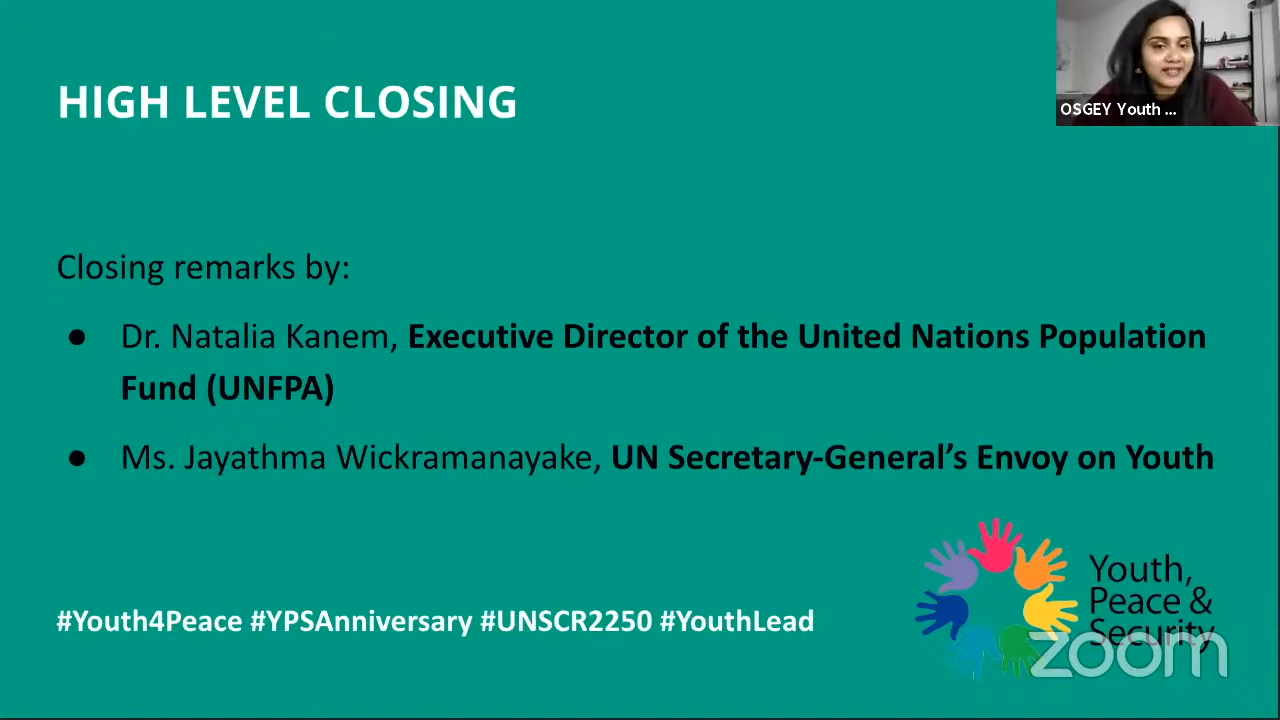 HIGH LEVEL CLOSING
OSGEY Youth ...
Closing remarks by:
● Dr. Natalia Kanem, Executive Director of the United Nations Population
Fund (UNFPA)
● Ms. Jayathma Wickramanayake, UN Secretary-General’s Envoy on Youth
Youth,
Peace &
Security
#Youth4Peace #YPSAnniversary #UNSCR2250 #YouthLead
zoom